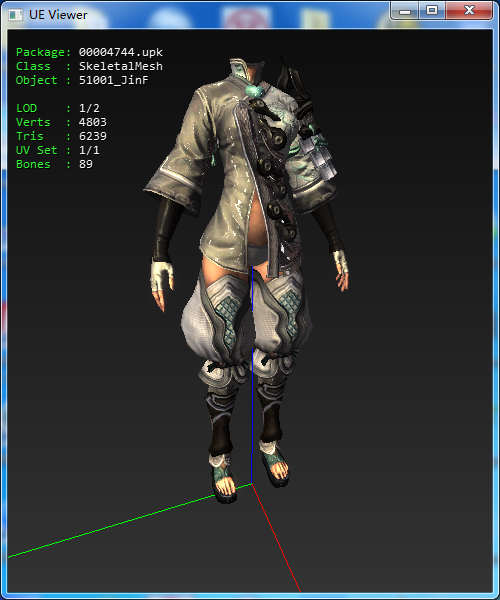 UE Viewer
Package: 00004744.upk
Class : SkeletalMesh
Object : 51001_JinF
LOD : 1/2
Verts : 4803
Tris : 6239
UV Set : 1/1
Bones : 89